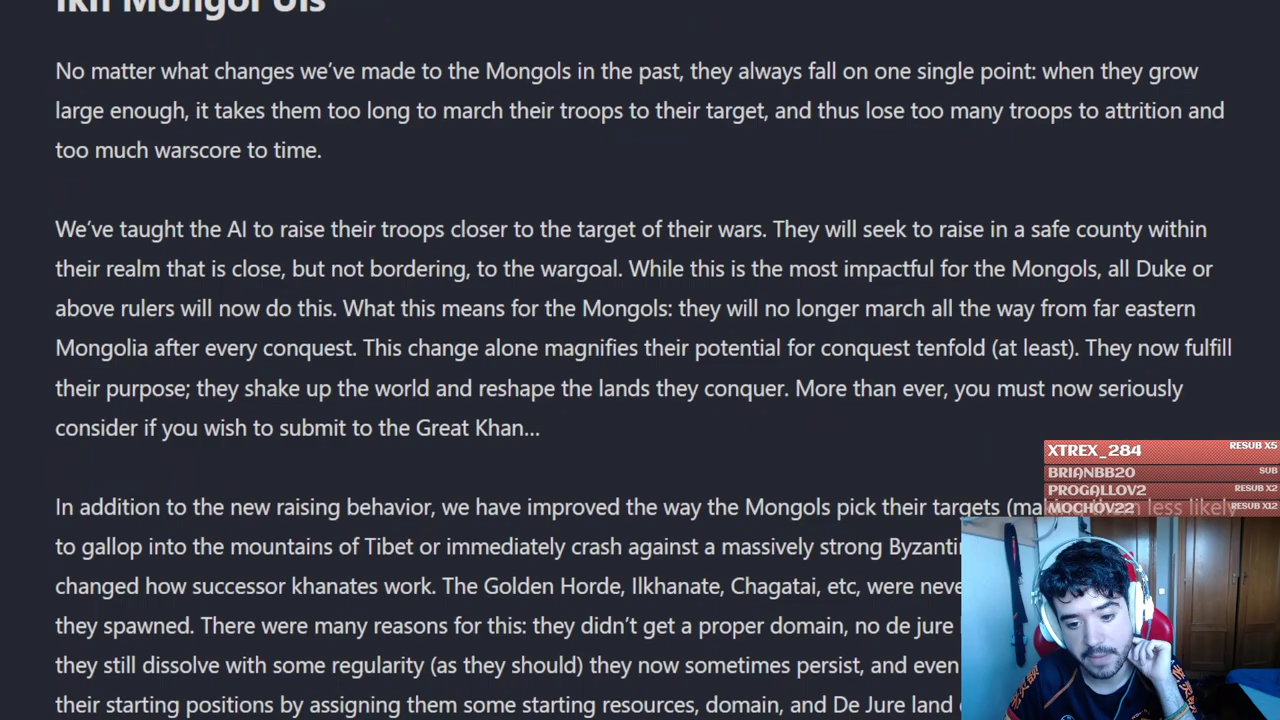 Ikh Mongol Uls
No matter what changes we've made to the Mongols in the past, they always fall on one single point: when they grow
large enough, it takes them too long to march their troops to their target, and thus lose too many troops to attrition and
too much warscore to time.
We've taught the AI to raise their troops closer to the target of their wars. They will seek to raise in a safe county within
their realm that is close, but not bordering, to the wargoal. While this is the most impactful for the Mongols, all Duke or
above rulers will now do this. What this means for the Mongols: they will no longer march all the way from far eastern
Mongolia after every conquest. This change alone magnifies their potential for conquest tenfold (at least). They now fulfill
their purpose; they shake up the world and reshape the lands they conquer. More than ever, you must now seriously
consider if you wish to submit to the Great Khan...
XTREX_284 RESUB X5
BRIANBB20 SUB
PROGALLOV2 RESUB X2
MOCHOV22 RESUB X12
In addition to the new raising behavior, we have improved the way the Mongols pick their targets (ma less likely
to gallop into the mountains of Tibet or immediately crash against a massively strong Byzanti
changed how successor khanates work. The Golden Horde, Ilkhanate, Chagatai, etc, were neve
they spawned. There were many reasons for this: they didn't get a proper domain, no de jure
they still dissolve with some regularity (as they should) they now sometimes persist, and even
their starting positions by assigning them some starting resources, domain, and De Jure land